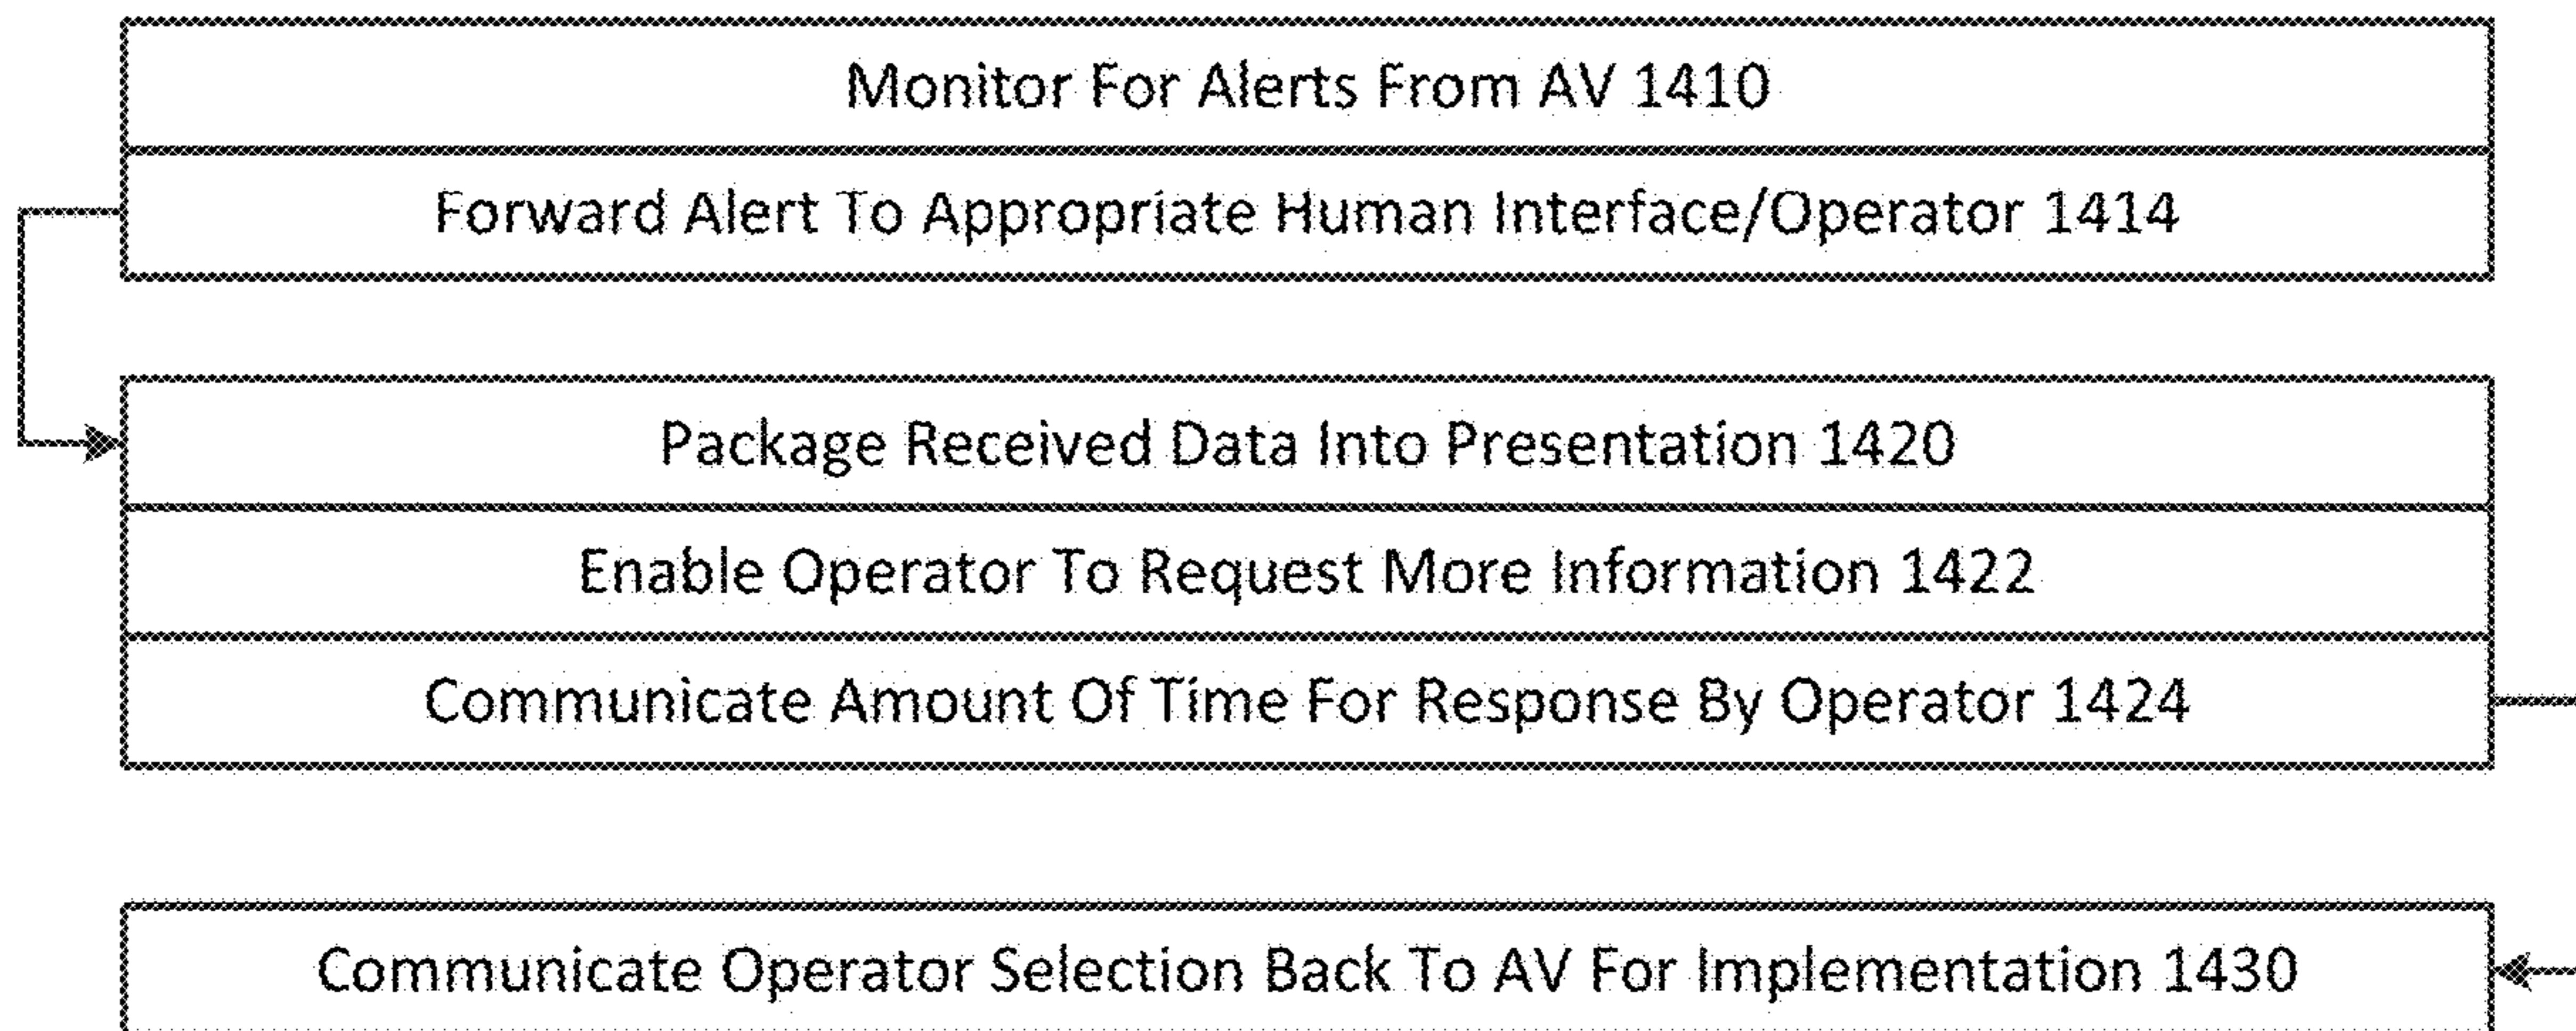 Monitor For Alerts From AV 1410
Forward Alert To Appropriate Human Interface/Operator 1414
Package Received Data Into Presentation 1420
Enable Operator To Request More Information 1422
Communicate Amount Of Time For Response By Operator 1424
Communicate Operator Selection Back To AV For Implementation 1430